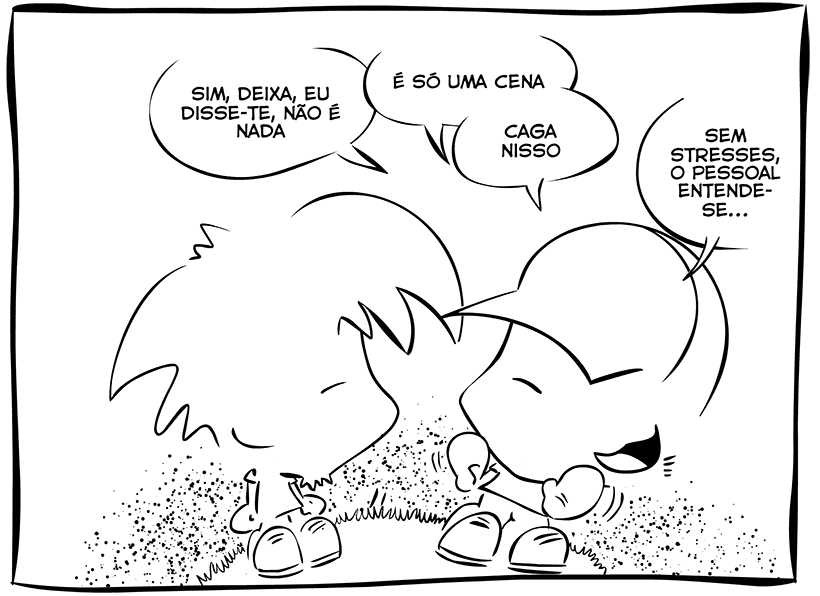 SIM, DEIXA, EU
DISSE-TE, NÃO É
NADA
É SÓ UMA CENA
CAGA
NISSO
SEM
STRESSES,
O PESSOAL
ENTENDE-
SE...